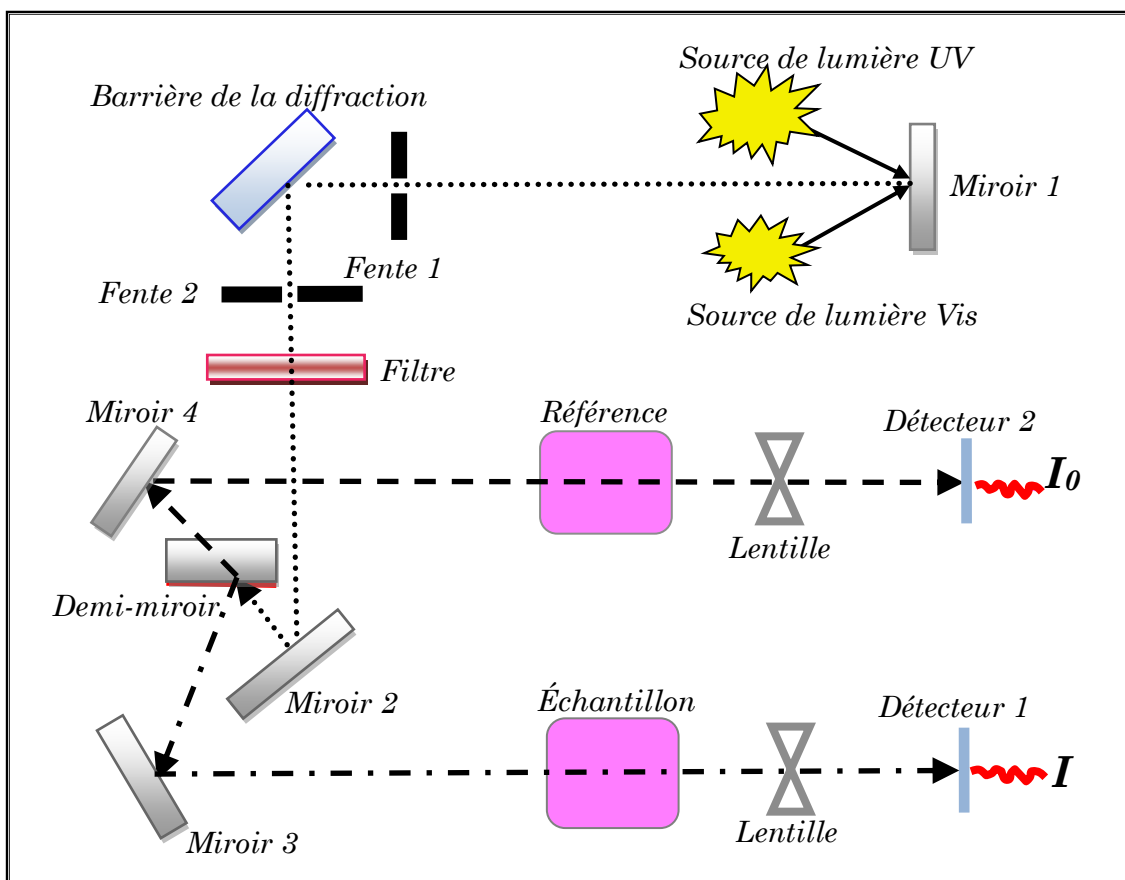 Source de lumière UV
Barrière de la diffraction
Miroir 1
Fente 1
Fente 2
Source de lumière Vis
Filtre
Miroir 4
Référence
Détecteur 2
I0
Lentille
Demi-miroir
Miroir 2
Échantillon
Détecteur 1
I
Lentille
Miroir 3